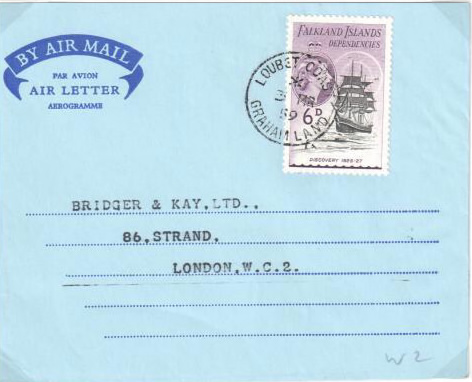 BY AIR MAIL
PAR AVION
AIR LETTER
AEROGRAMME
FALKLAND ISLANDS
DEPENDENCIES
LOUBET COAST
59
GRAHAM LAND
6D
DISCOVERY 1925-27
BRIDGER & KAY,LTD.,
86,STRAND,
LONDON,W.C.2.
W2